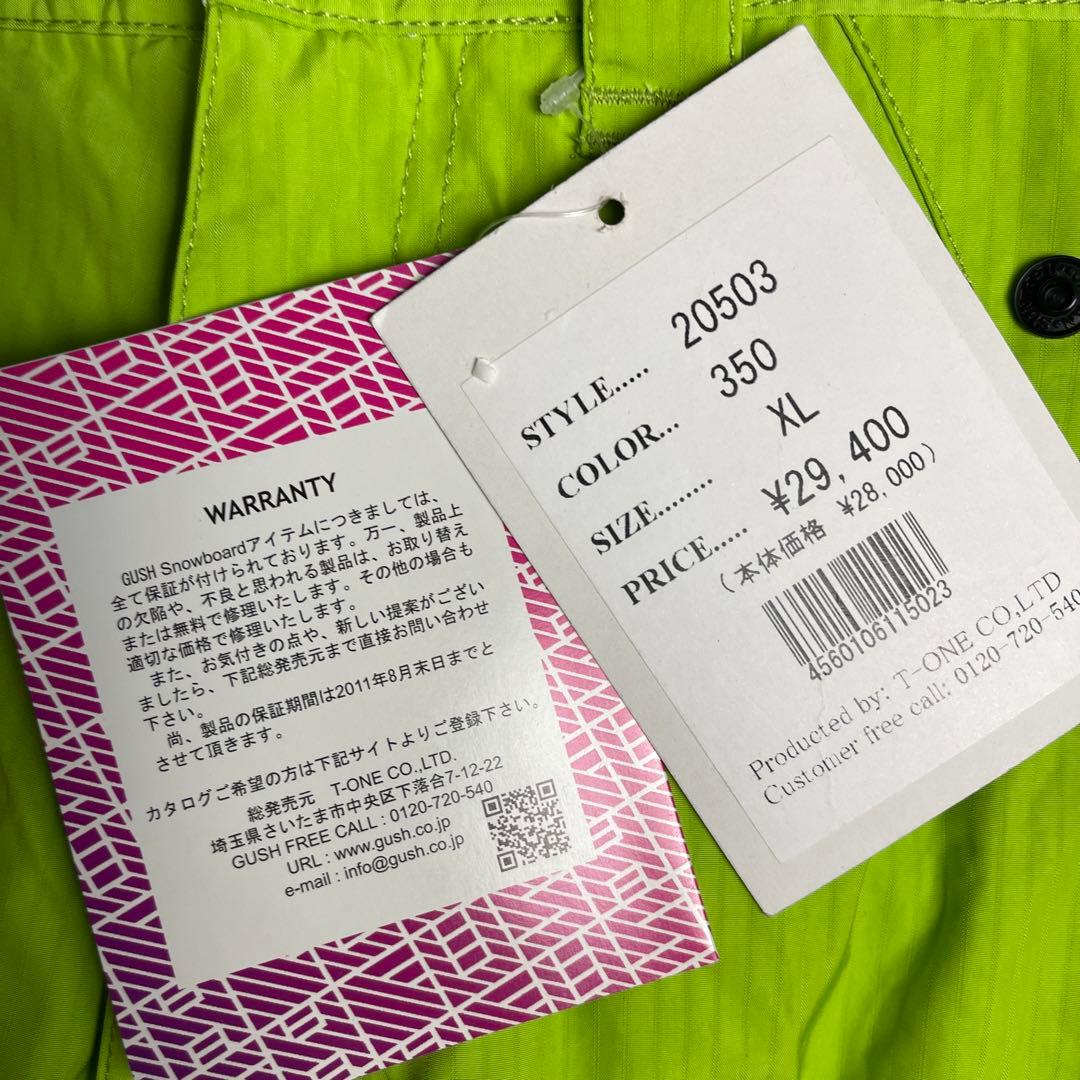 WARRANTY
GUSH Snowboardアイテムにつきましては、
全て保証が付けられております。万一、製品上
の欠陥や、不良と思われる製品は、お取り替え
または無料で修理いたします。その他の場合も
適切な価格で修理いたします。
また、お気付きの点や、新しい提案がござい
ましたら、下記総発売元まで直接お問い合わせ
下さい。
尚、製品の保証期間は2011年8月末日までと
させて頂きます。
カタログご希望の方は下記サイトよりご登録下さい。
総発売元 T-ONE CO.,LTD.
埼玉県さいたま市中央区下落合7-12-22
GUSH FREE CALL : 0120-720-540
URL : www.gush.co.jp
e-mail : info@gush.co.jp
STYLE..... 20503
COLOR... 350
SIZE........ XL
PRICE..... ¥29,400
(本体価格 ¥28,000)
4560106115023
Producted by: T-ONE CO,LTD
Customer free call: 0120-720-540